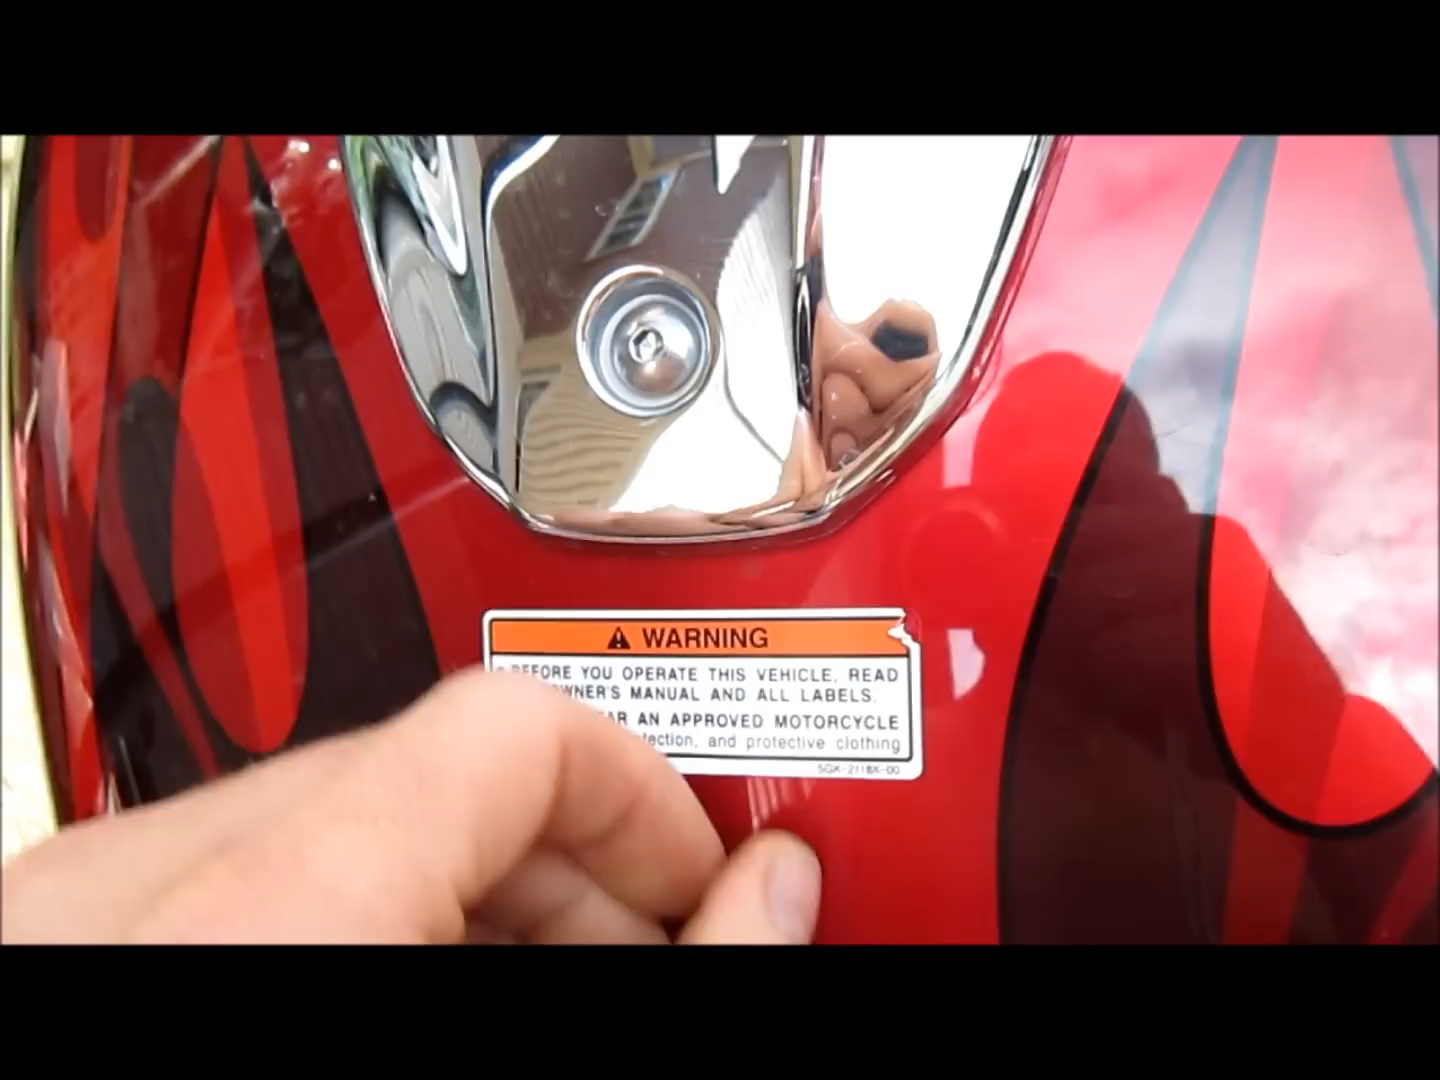 WARNING
BEFORE YOU OPERATE THIS VEHICLE, READ
OWNER'S MANUAL AND ALL LABELS.
AN APPROVED MOTORCYCLE
and protective clothing
5GK-2118K-00